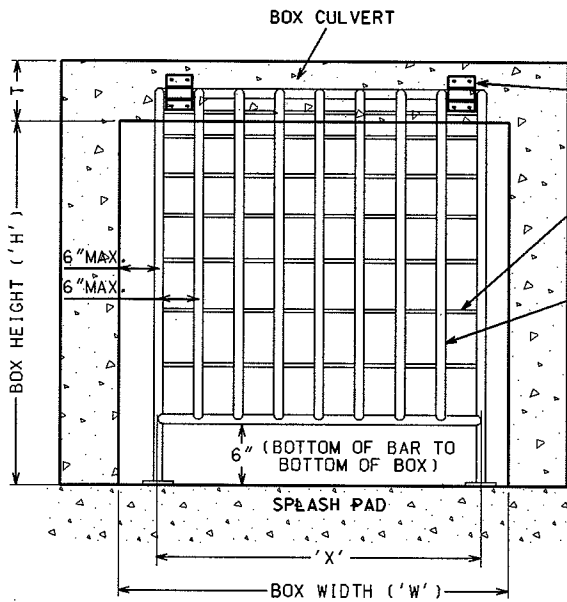 BOX CULVERT
T
BOX HEIGHT ('H')
6"MAX.
6"MAX.
6" (BOTTOM OF BAR TO
BOTTOM OF BOX)
SPLASH PAD
'X'
BOX WIDTH ('W')